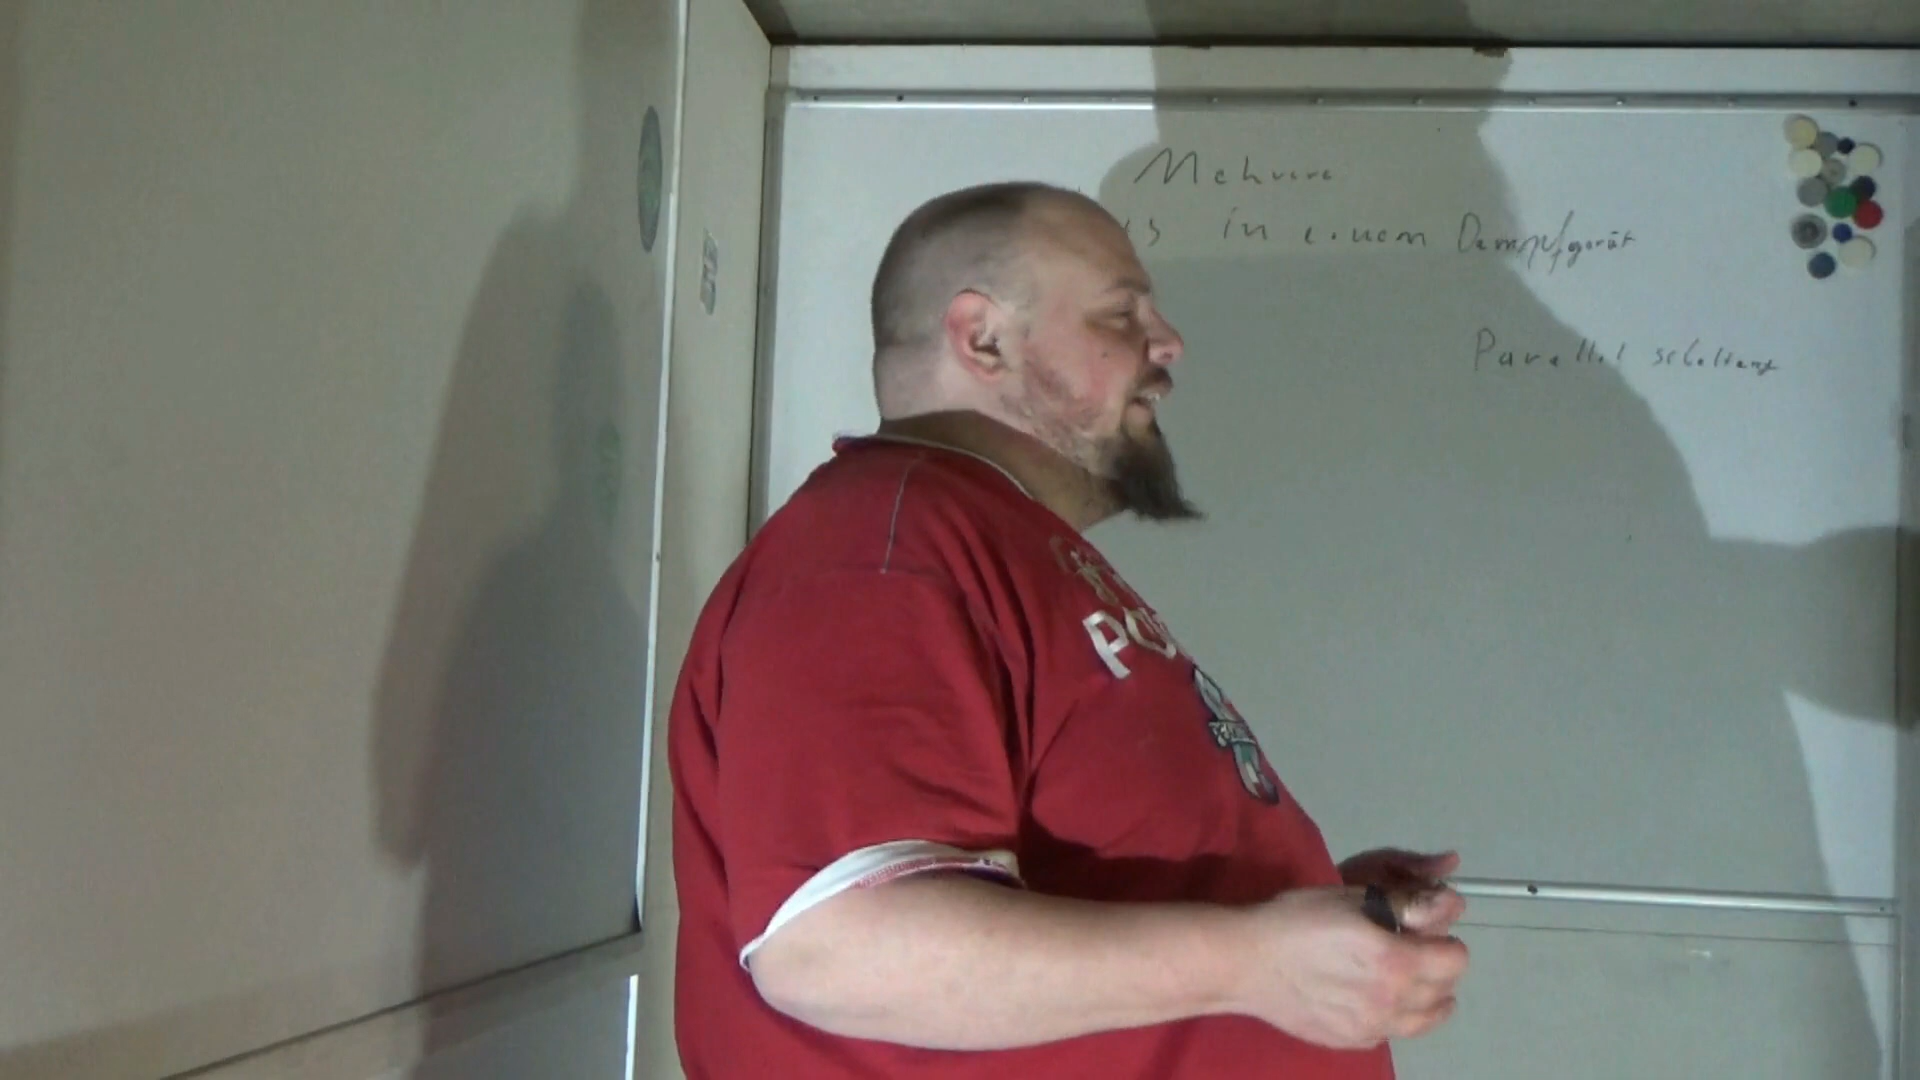 Mehrere
in einem Dampfgerät
Parallel schaltung